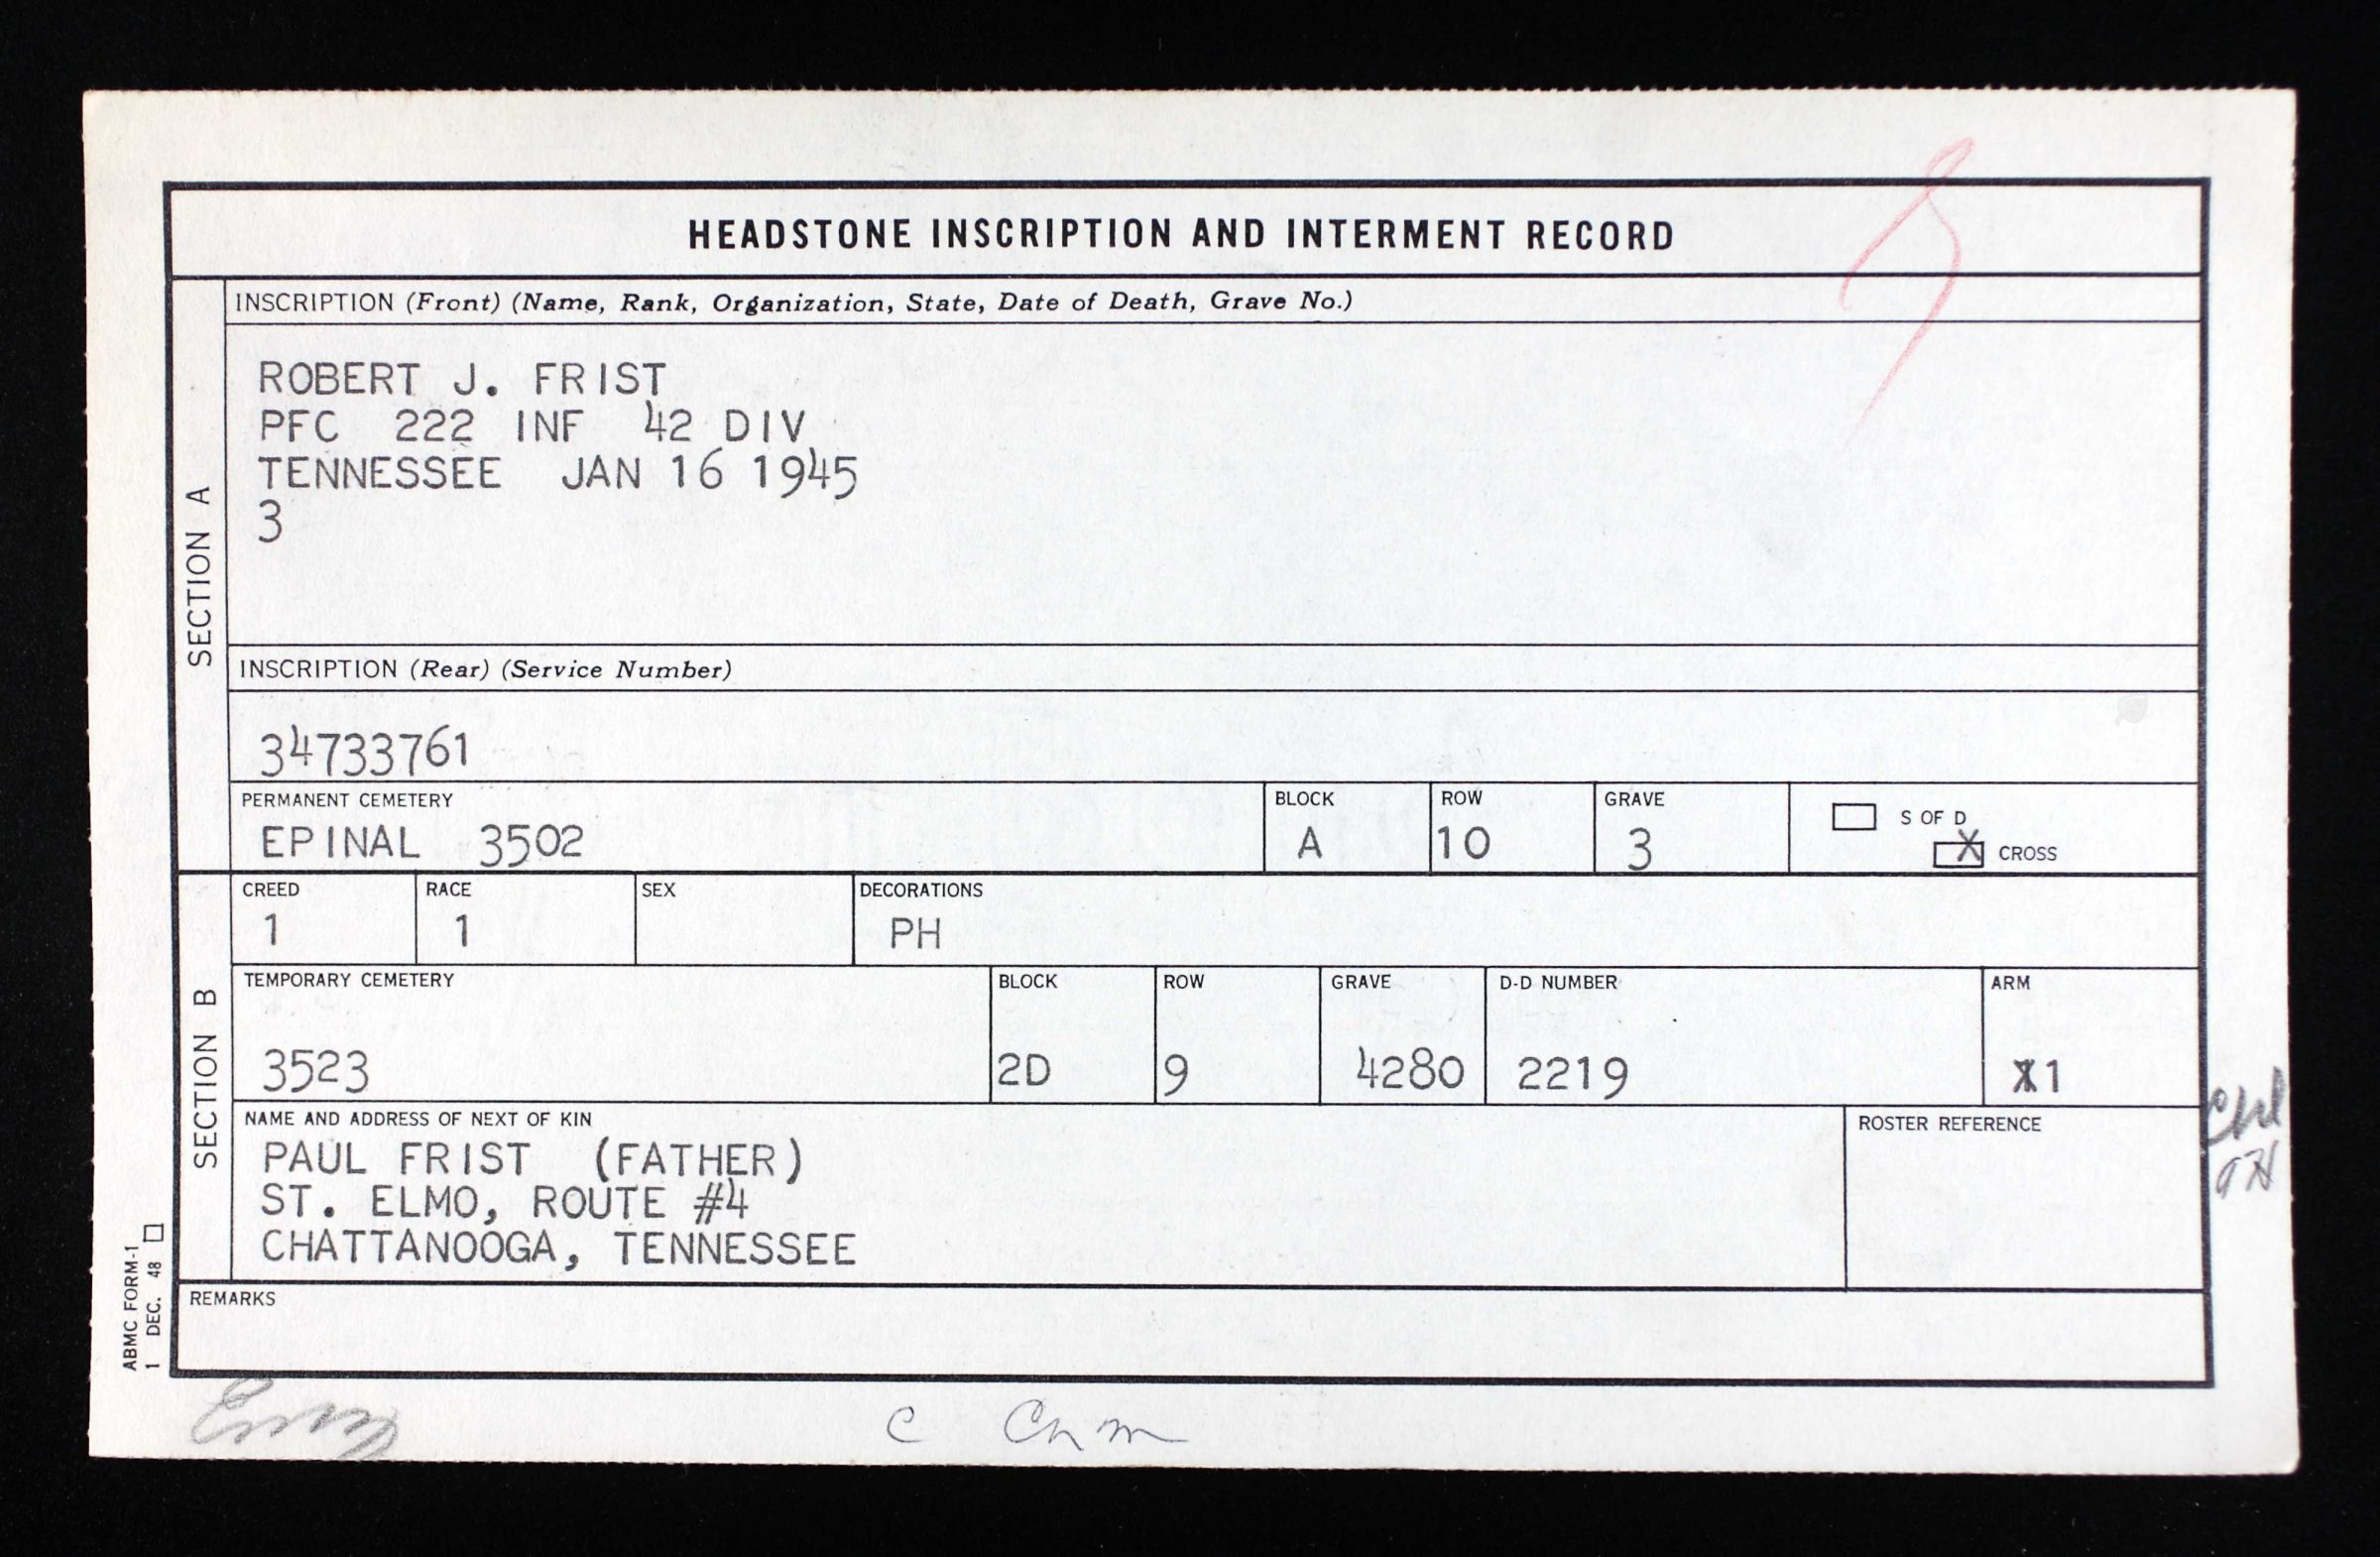 HEADSTONE INSCRIPTION AND INTERMENT RECORD
SECTION A
INSCRIPTION (Front) (Name, Rank, Organization, State, Date of Death, Grave No.)
ROBERT J. FRIST
PFC 222 INF 42 DIV
TENNESSEE JAN 16 1945
3
INSCRIPTION (Rear) (Service Number)
34733761
PERMANENT CEMETERY BLOCK ROW GRAVE
EPINAL 3502 A 10 3
S OF D
X CROSS
SECTION B
CREED RACE SEX DECORATIONS
1 1 PH
TEMPORARY CEMETERY BLOCK ROW GRAVE D-D NUMBER ARM
3523 2D 9 4280 2219 1
NAME AND ADDRESS OF NEXT OF KIN ROSTER REFERENCE
PAUL FRIST (FATHER)
ST. ELMO, ROUTE #4
CHATTANOOGA, TENNESSEE
REMARKS
ABMC FORM-1
1 DEC. 48